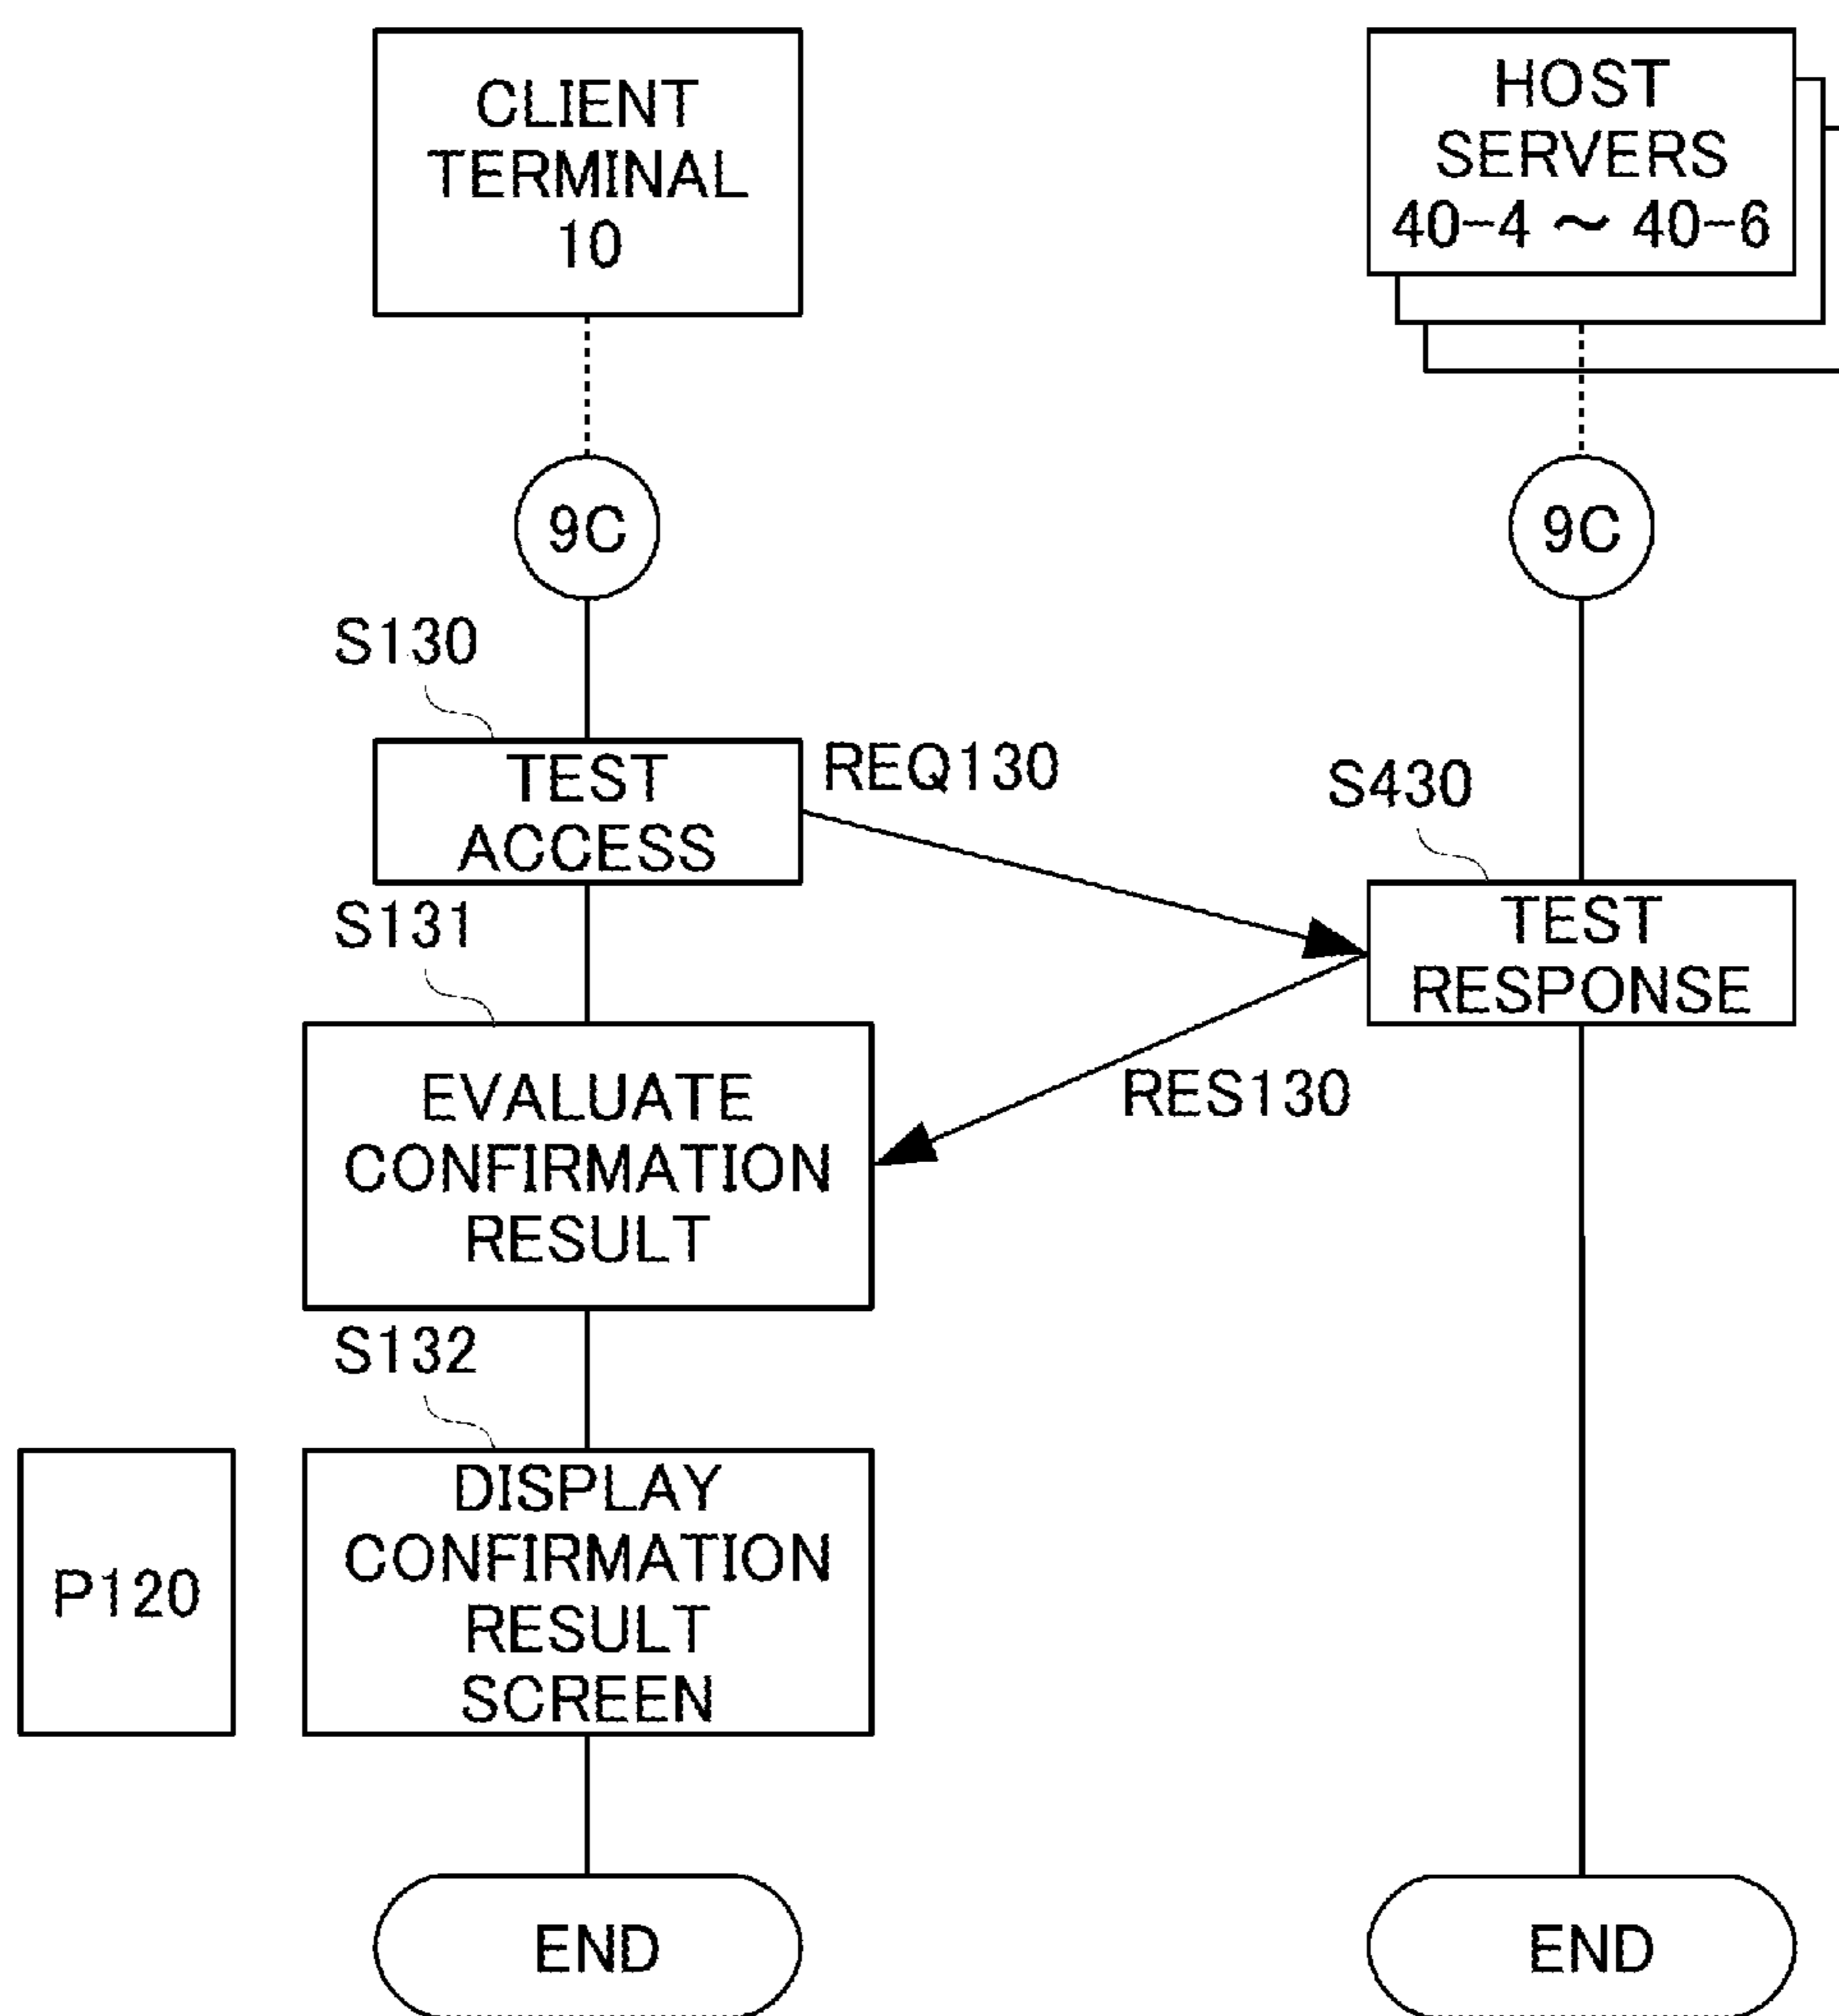 CLIENT
TERMINAL
10
HOST
SERVERS
40-4 ～ 40-6
9C
9C
S130
TEST
ACCESS
REQ130
S430
TEST
RESPONSE
S131
EVALUATE
CONFIRMATION
RESULT
RES130
S132
P120
DISPLAY
CONFIRMATION
RESULT
SCREEN
END
END